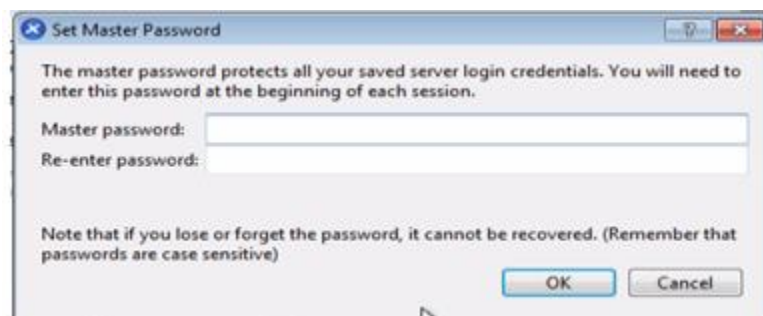 Set Master Password
The master password protects all your saved server login credentials. You will need to
enter this password at the beginning of each session.
Master password:
Re-enter password:
Note that if you lose or forget the password, it cannot be recovered. (Remember that
passwords are case sensitive)
OK Cancel